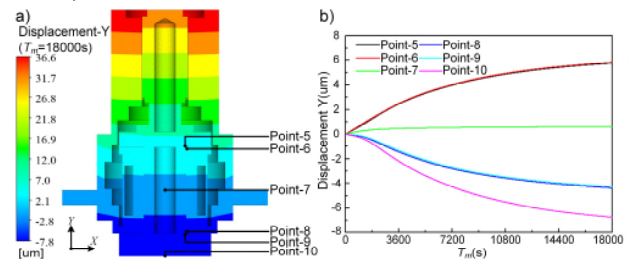 a)
Displacement-Y
(Tm=18000s)
36.6
31.7
26.8
21.8
16.9
12.0
7.1
2.1
-2.8
-7.8
[um]
Y
X
Point-5
Point-6
Point-7
Point-8
Point-9
Point-10
b)
Displacement Y(um)
8
6
4
2
0
-2
-4
-6
-8
Point-5 Point-8
Point-6 Point-9
Point-7 Point-10
0 3600 7200 10800 14400 18000
Tm(s)